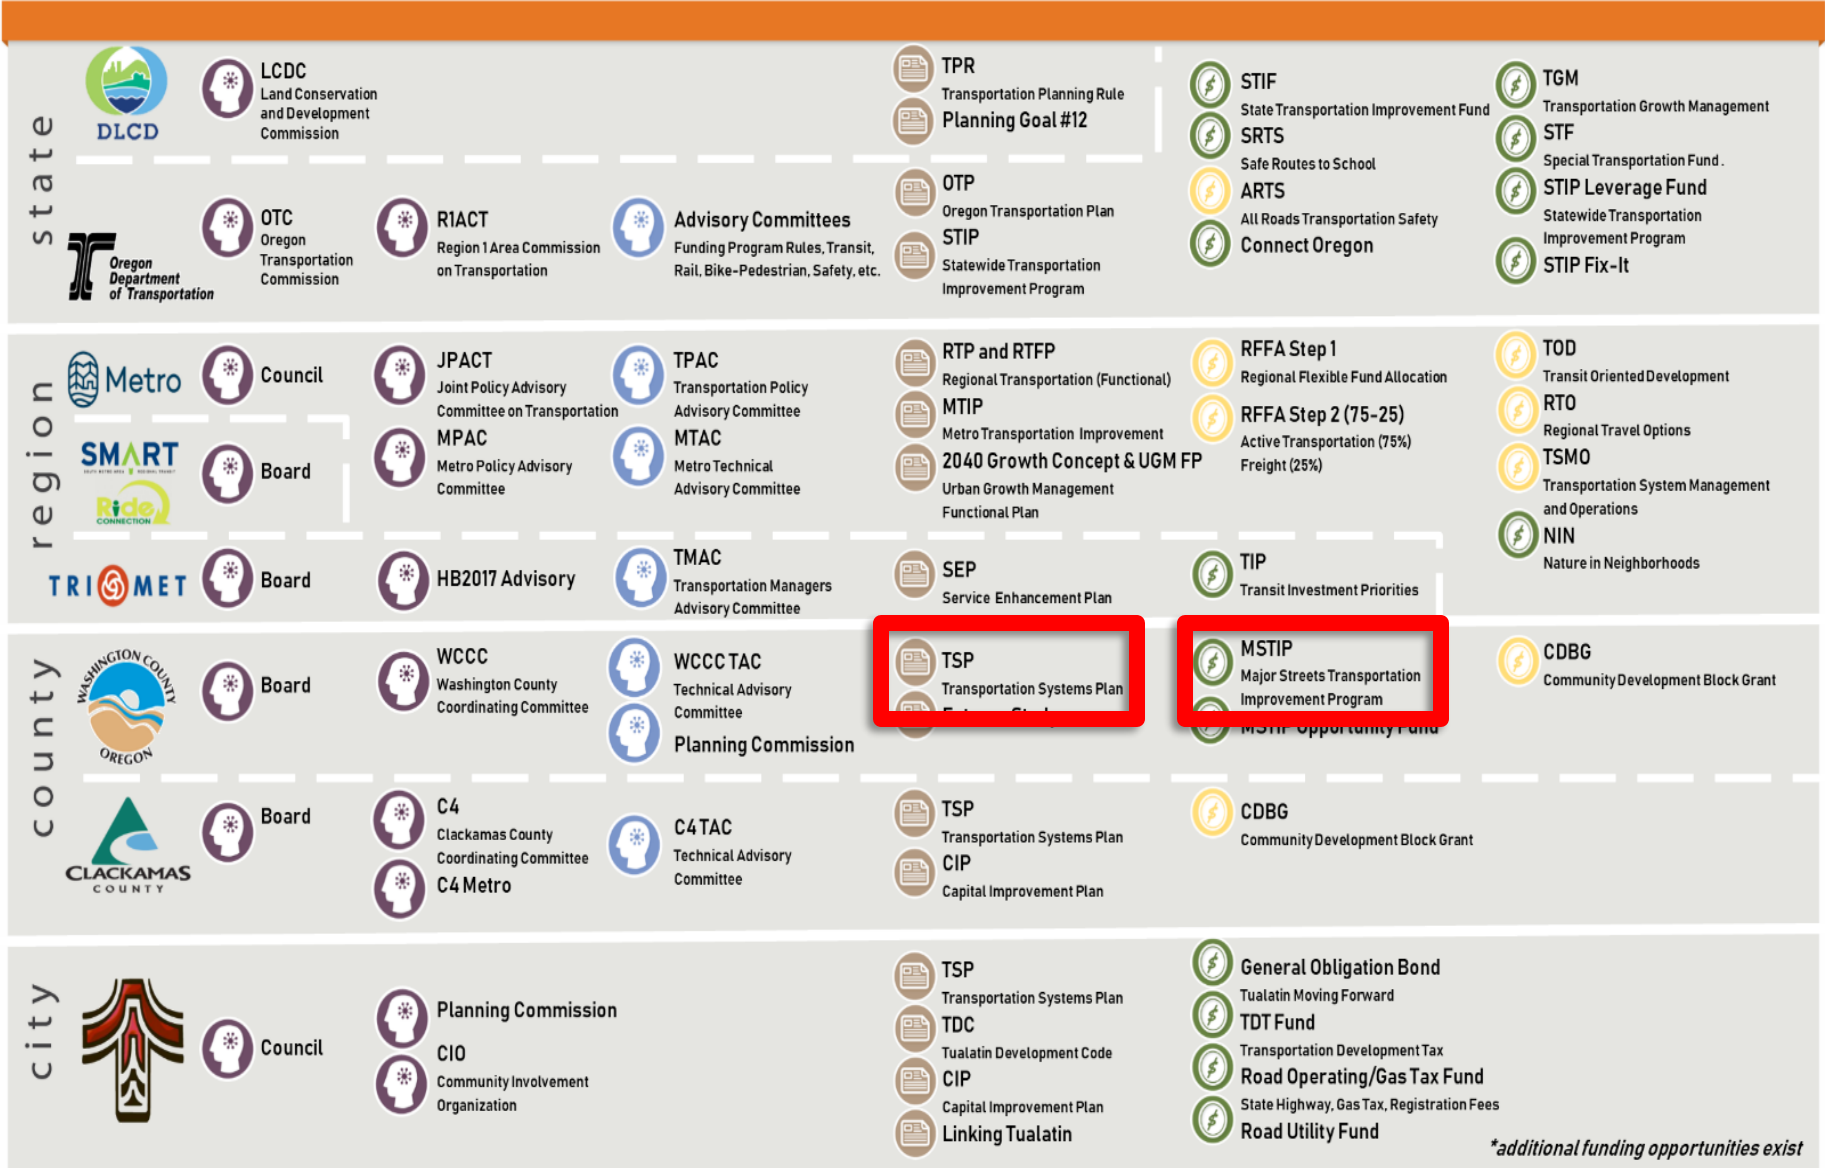 state
DLCD
LCDC
Land Conservation
and Development
Commission
TPR
Transportation Planning Rule
Planning Goal #12
STIF
State Transportation Improvement Fund
SRTS
Safe Routes to School
ARTS
All Roads Transportation Safety
Connect Oregon
TGM
Transportation Growth Management
STF
Special Transportation Fund .
STIP Leverage Fund
Statewide Transportation
Improvement Program
STIP Fix-It
Oregon
Department
of Transportation
OTC
Oregon
Transportation
Commission
R1ACT
Region 1 Area Commission
on Transportation
Advisory Committees
Funding Program Rules, Transit,
Rail, Bike-Pedestrian, Safety, etc.
OTP
Oregon Transportation Plan
STIP
Statewide Transportation
Improvement Program
region
Metro
Council
JPACT
Joint Policy Advisory
Committee on Transportation
MPAC
Metro Policy Advisory
Committee
TPAC
Transportation Policy
Advisory Committee
MTAC
Metro Technical
Advisory Committee
RTP and RTFP
Regional Transportation (Functional)
MTIP
Metro Transportation Improvement
2040 Growth Concept & UGM FP
Urban Growth Management
Functional Plan
RFFA Step 1
Regional Flexible Fund Allocation
RFFA Step 2 (75-25)
Active Transportation (75%)
Freight (25%)
TOD
Transit Oriented Development
RTO
Regional Travel Options
TSMO
Transportation System Management
and Operations
NIN
Nature in Neighborhoods
SMART
Ride
CONNECTION
Board
TRI MET
Board
HB2017 Advisory
TMAC
Transportation Managers
Advisory Committee
SEP
Service Enhancement Plan
TIP
Transit Investment Priorities
county
WASHINGTON COUNTY
OREGON
Board
WCCC
Washington County
Coordinating Committee
WCCC TAC
Technical Advisory
Committee
Planning Commission
TSP
Transportation Systems Plan
MSTIP
Major Streets Transportation
Improvement Program
MSTIP Opportunity Fund
CDBG
Community Development Block Grant
CLACKAMAS
COUNTY
Board
C4
Clackamas County
Coordinating Committee
C4 Metro
C4 TAC
Technical Advisory
Committee
TSP
Transportation Systems Plan
CIP
Capital Improvement Plan
CDBG
Community Development Block Grant
city
Council
Planning Commission
CIO
Community Involvement
Organization
TSP
Transportation Systems Plan
TDC
Tualatin Development Code
CIP
Capital Improvement Plan
Linking Tualatin
General Obligation Bond
Tualatin Moving Forward
TDT Fund
Transportation Development Tax
Road Operating/Gas Tax Fund
State Highway, Gas Tax, Registration Fees
Road Utility Fund
*additional funding opportunities exist